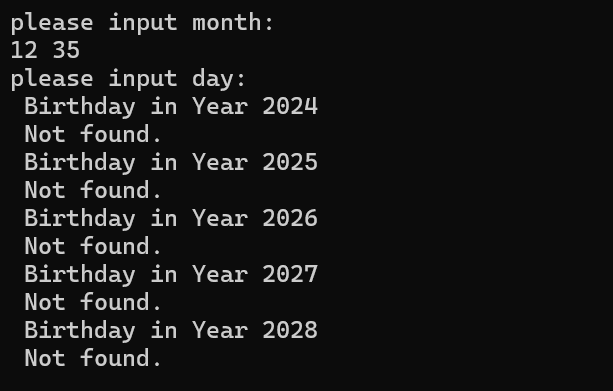 please input month:
12 35
please input day:
 Birthday in Year 2024
 Not found.
 Birthday in Year 2025
 Not found.
 Birthday in Year 2026
 Not found.
 Birthday in Year 2027
 Not found.
 Birthday in Year 2028
 Not found.